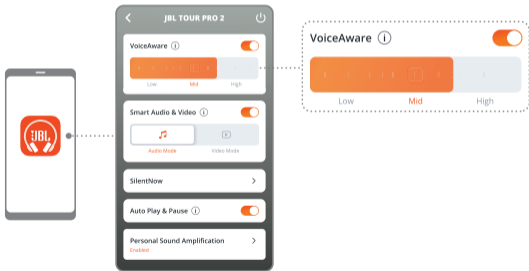 JBL
JBL TOUR PRO 2
VoiceAware
Low Mid High
Smart Audio & Video
Audio Mode Video Mode
SilentNow
Auto Play & Pause
Personal Sound Amplification
Enabled
VoiceAware
Low Mid High